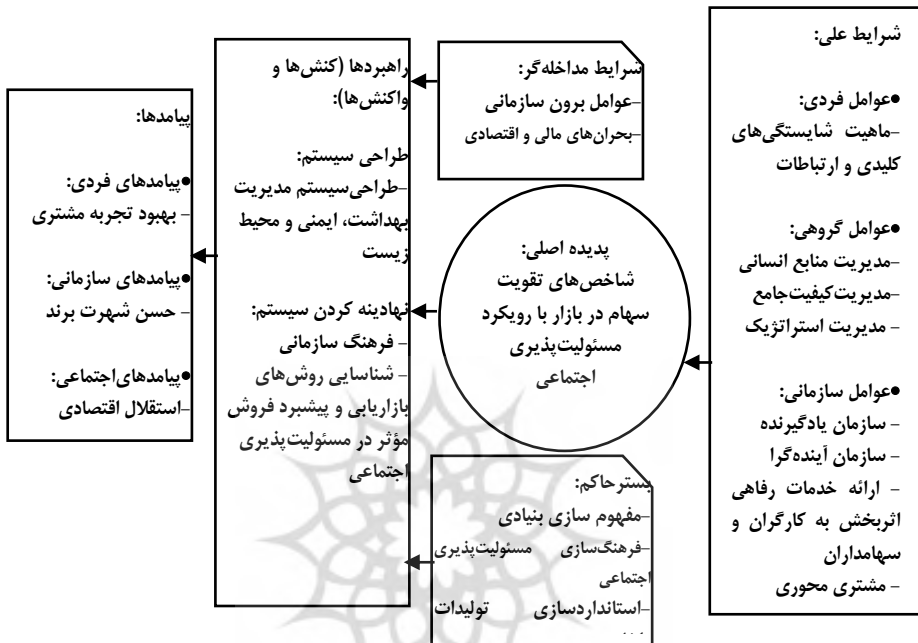 شرایط علی:
●عوامل فردی:
-ماهیت شایستگی‌های
کلیدی و ارتباطات
●عوامل گروهی:
-مدیریت منابع انسانی
-مدیریت‌کیفیت‌جامع
- مدیریت استراتژیک
●عوامل سازمانی:
- سازمان یادگیرنده
- سازمان آینده‌گرا
- ارائه خدمات رفاهی
اثربخش به کارگران و
سهامداران
- مشتری محوری
شرایط مداخله‌گر:
-عوامل برون سازمانی
-بحران‌های مالی و اقتصادی
پدیده اصلی:
شاخص‌های تقویت
سهام در بازار با رویکرد
مسئولیت‌پذیری
اجتماعی
بسترحاکم:
-مفهوم سازی بنیادی
-فرهنگ‌سازی مسئولیت‌پذیری
اجتماعی
-استانداردسازی تولیدات
راهبردها (کنش‌ها و
واکنش‌ها):
طراحی سیستم:
-طراحی‌سیستم مدیریت
بهداشت، ایمنی و محیط
زیست
نهادینه کردن سیستم:
- فرهنگ سازمانی
- شناسایی روش‌های
بازاریابی و پیشبرد فروش
مؤثر در مسئولیت‌پذیری
اجتماعی
پیامدها:
●پیامدهای فردی:
- بهبود تجربه مشتری
●پیامدهای سازمانی:
- حسن شهرت برند
●پیامدهای‌اجتماعی:
-استقلال اقتصادی